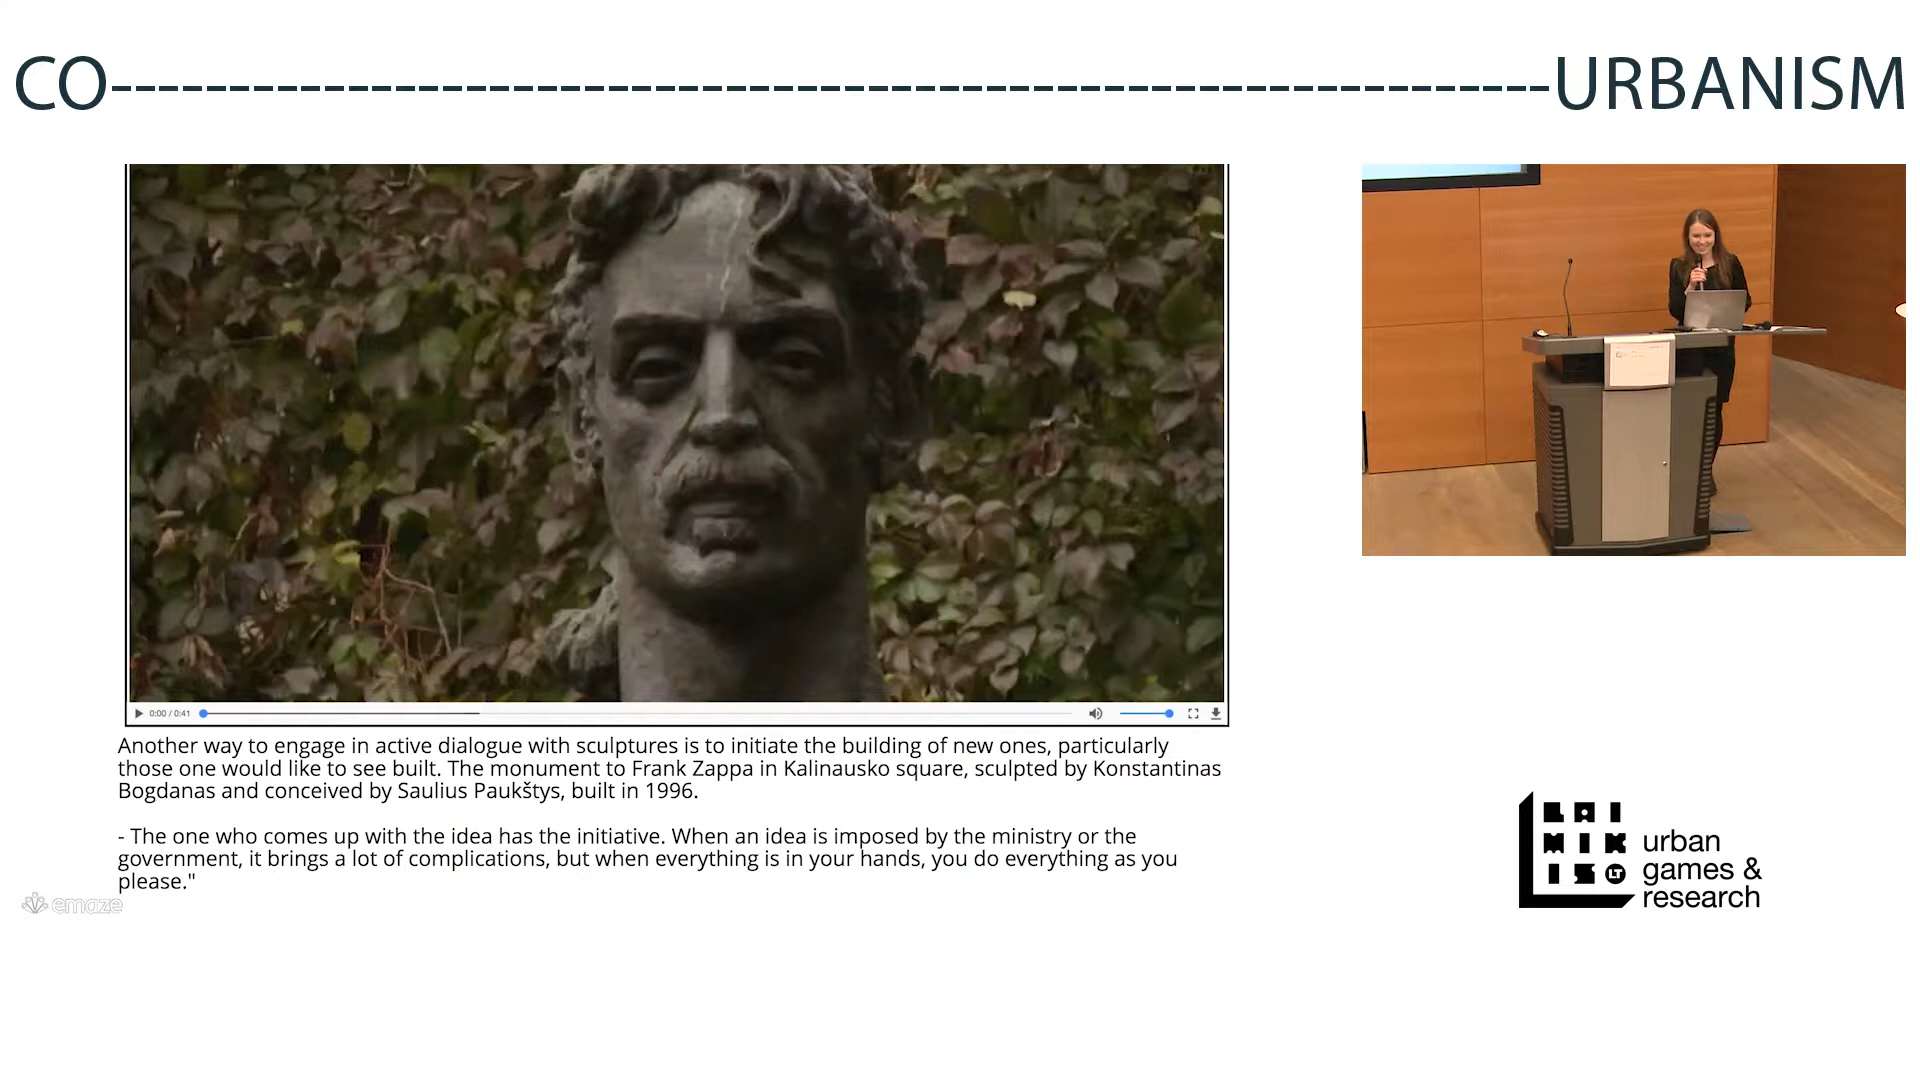 CO
URBANISM
0:00 / 0:41
Another way to engage in active dialogue with sculptures is to initiate the building of new ones, particularly
those one would like to see built. The monument to Frank Zappa in Kalinausko square, sculpted by Konstantinas
Bogdanas and conceived by Saulius Paukštys, built in 1996.
- The one who comes up with the idea has the initiative. When an idea is imposed by the ministry or the
government, it brings a lot of complications, but when everything is in your hands, you do everything as you
please."
emaze
LAI
MIK
IS LT
urban
games &
research